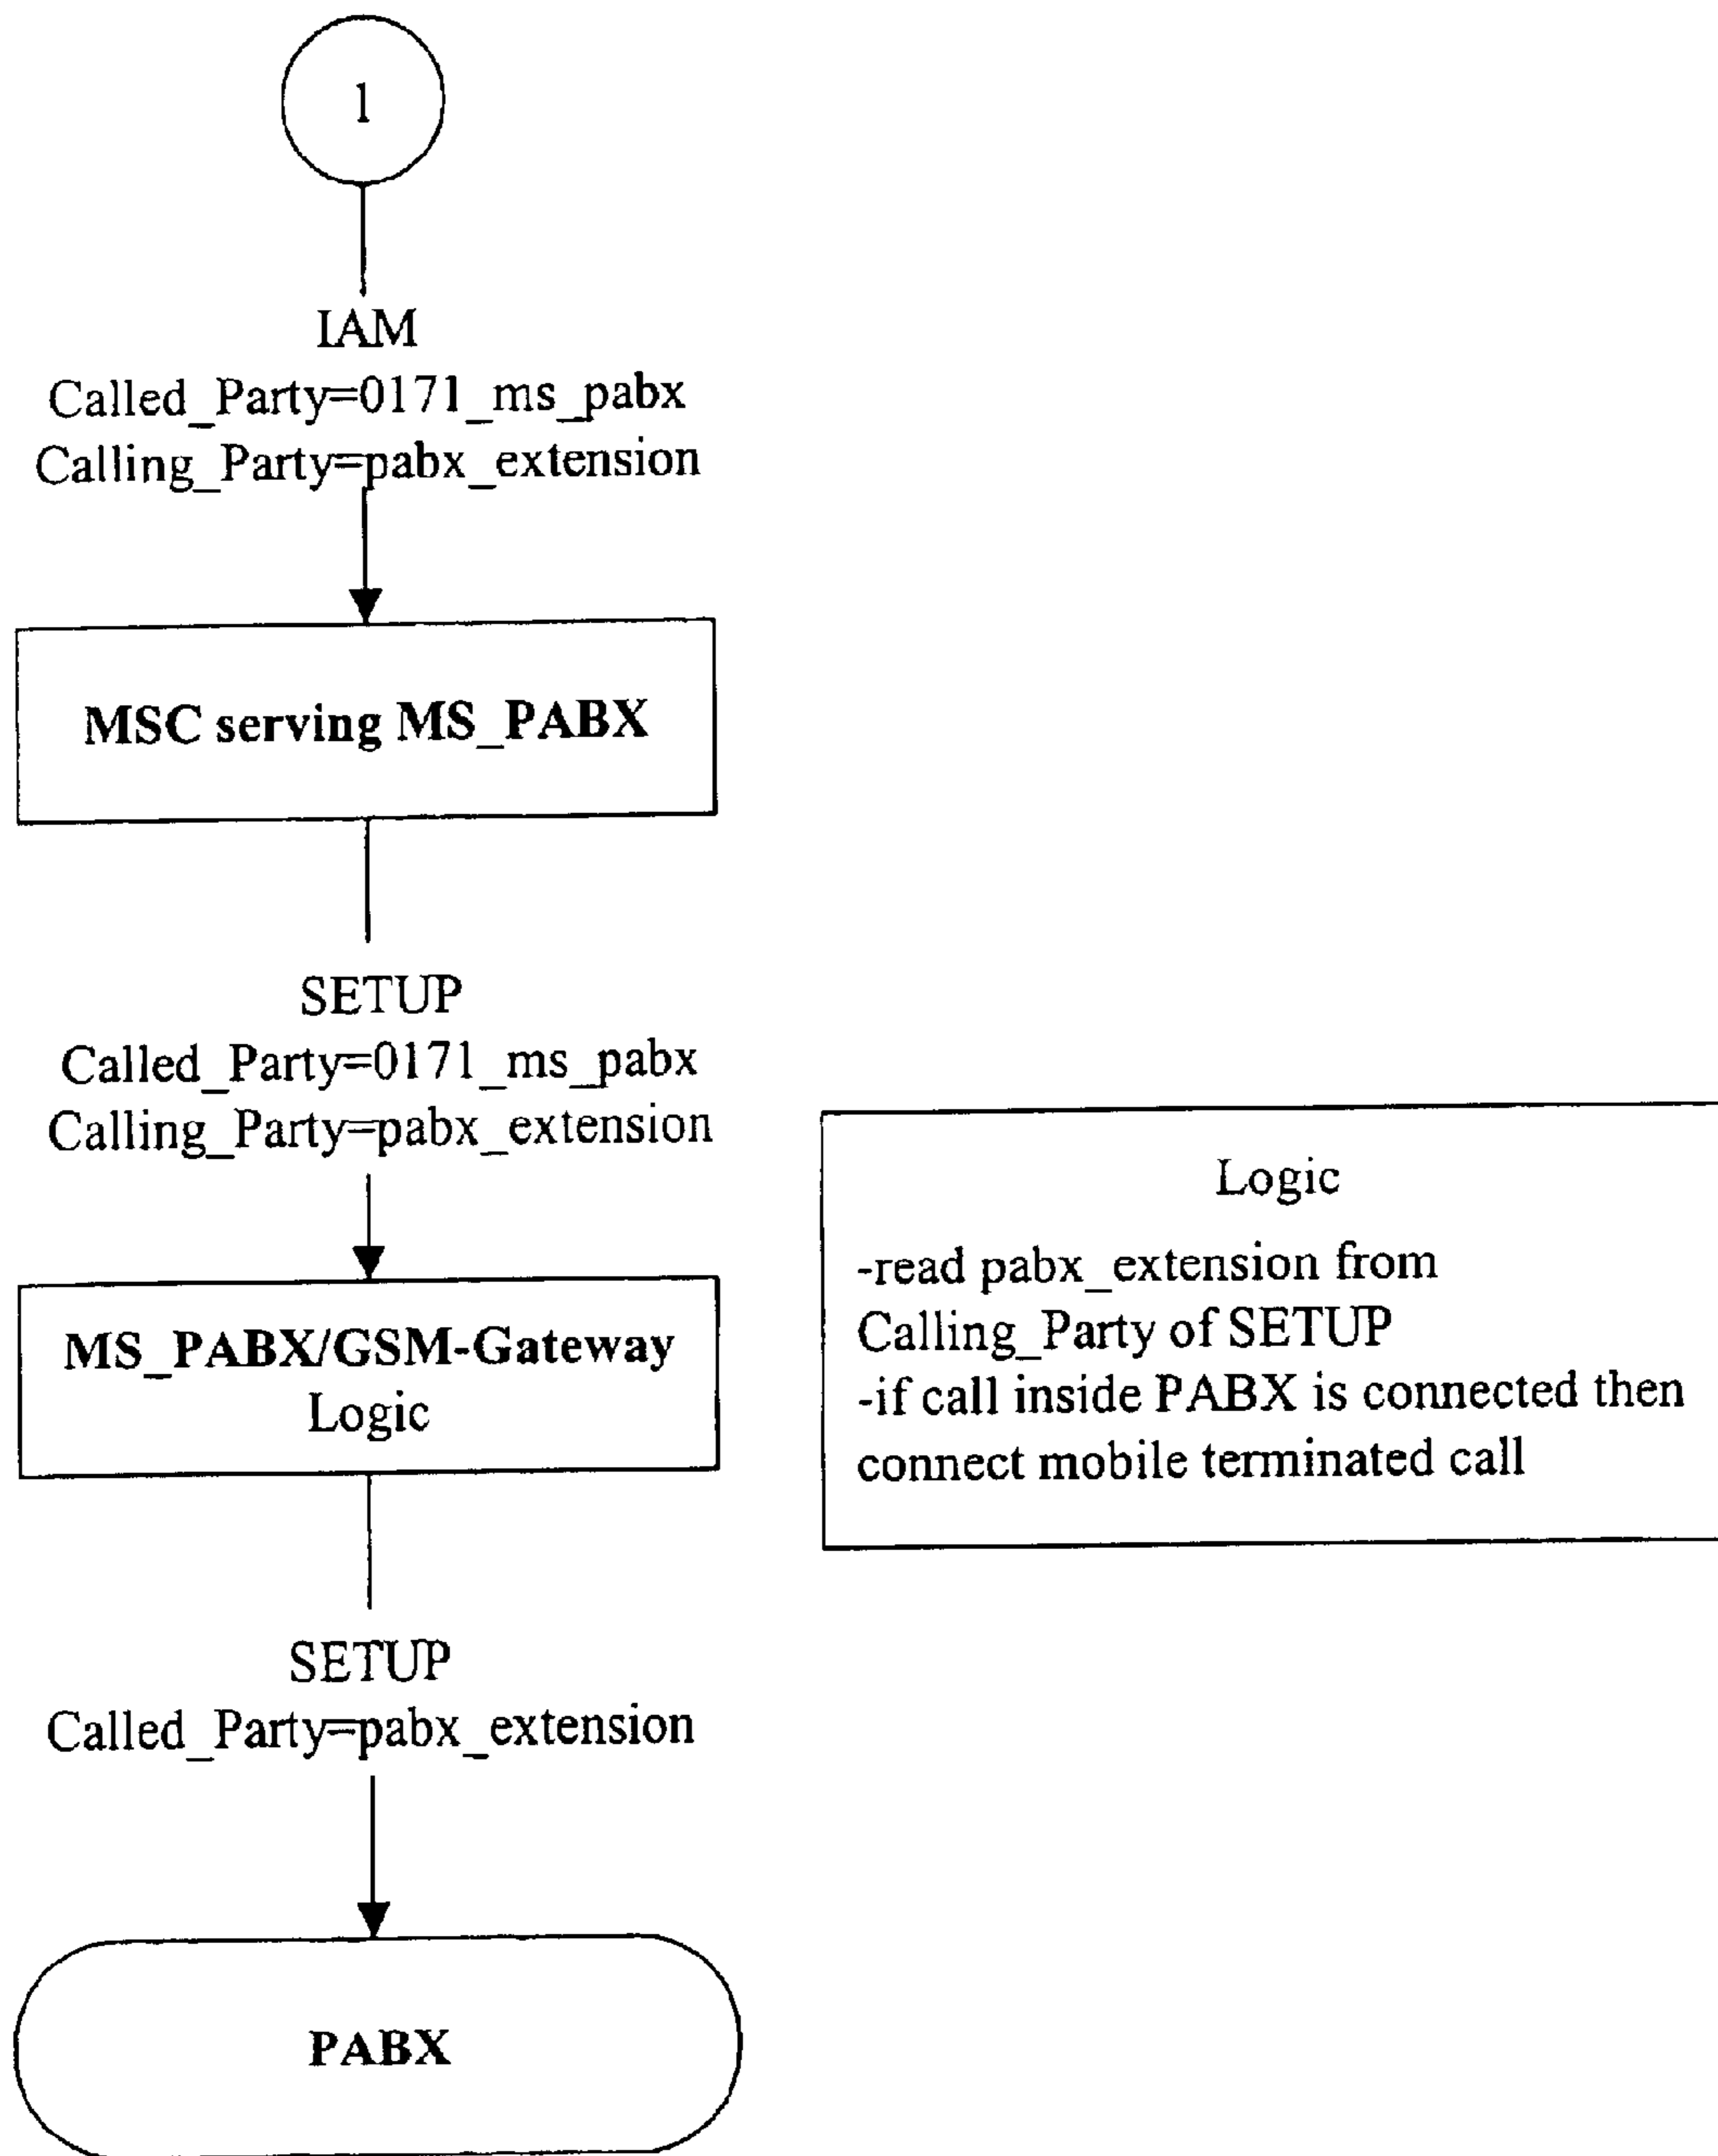 1
IAM
Called_Party=0171_ms_pabx
Calling_Party=pabx_extension
MSC serving MS_PABX
SETUP
Called_Party=0171_ms_pabx
Calling_Party=pabx_extension
MS_PABX/GSM-Gateway
Logic
SETUP
Called_Party=pabx_extension
PABX
Logic
-read pabx_extension from
Calling_Party of SETUP
-if call inside PABX is connected then
connect mobile terminated call